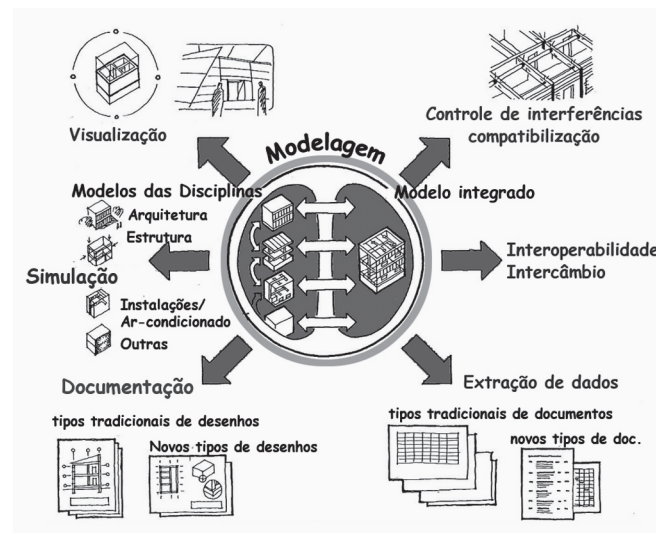 Visualização
Controle de interferências
compatibilização
Modelagem
Modelos das Disciplinas
Modelo integrado
Arquitetura
Estrutura
Simulação
Interoperabilidade
Intercâmbio
Instalações/
Ar-condicionado
Outras
Documentação
Extração de dados
tipos tradicionais de desenhos
tipos tradicionais de documentos
Novos tipos de desenhos
novos tipos de doc.